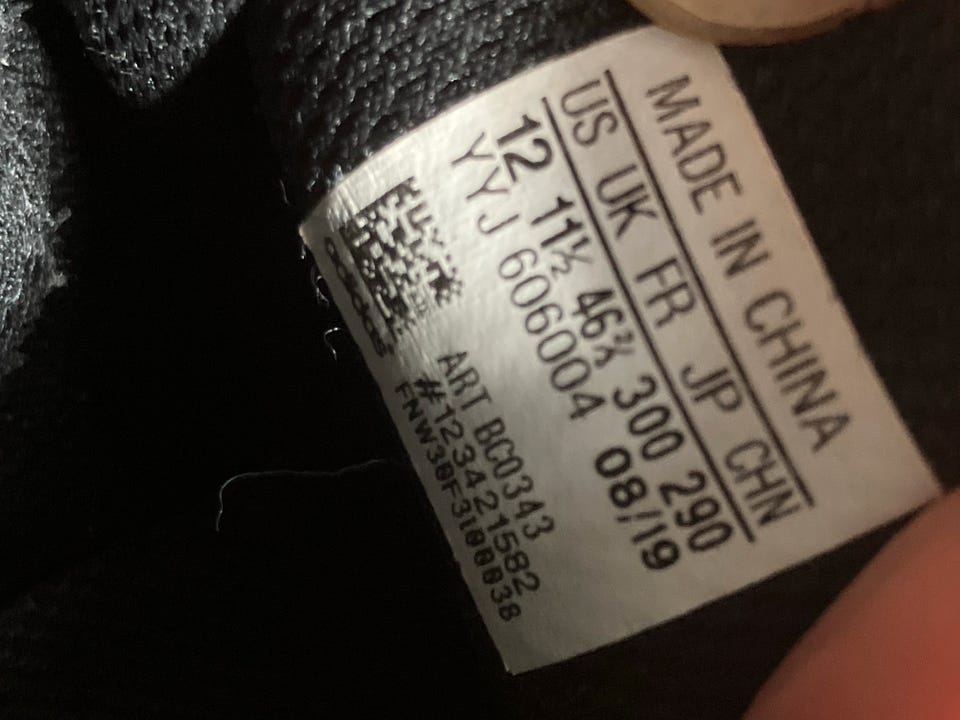 MADE IN CHINA
US UK FR JP CHN
12 11½ 46⅔ 300 290
YYJ 606004 08/19
ART BC0343
#123421582
FNW30F3100038
adidas